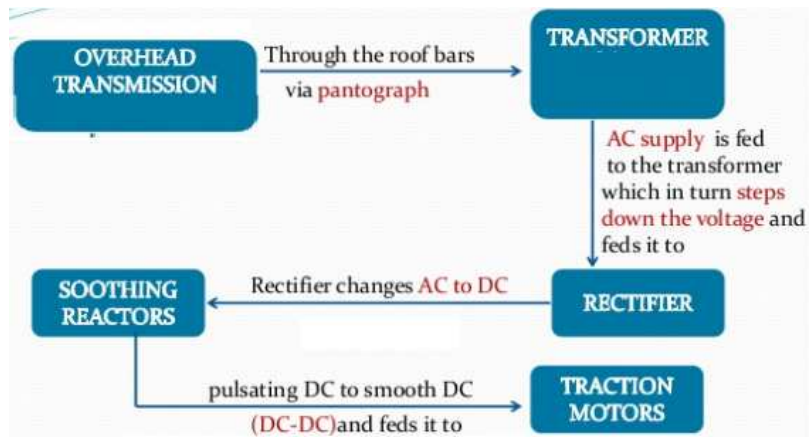 OVERHEAD
TRANSMISSION
Through the roof bars
via pantograph
TRANSFORMER
AC supply is fed
to the transformer
which in turn steps
down the voltage and
feds it to
RECTIFIER
Rectifier changes AC to DC
SOOTHING
REACTORS
pulsating DC to smooth DC
(DC-DC)and feds it to
TRACTION
MOTORS